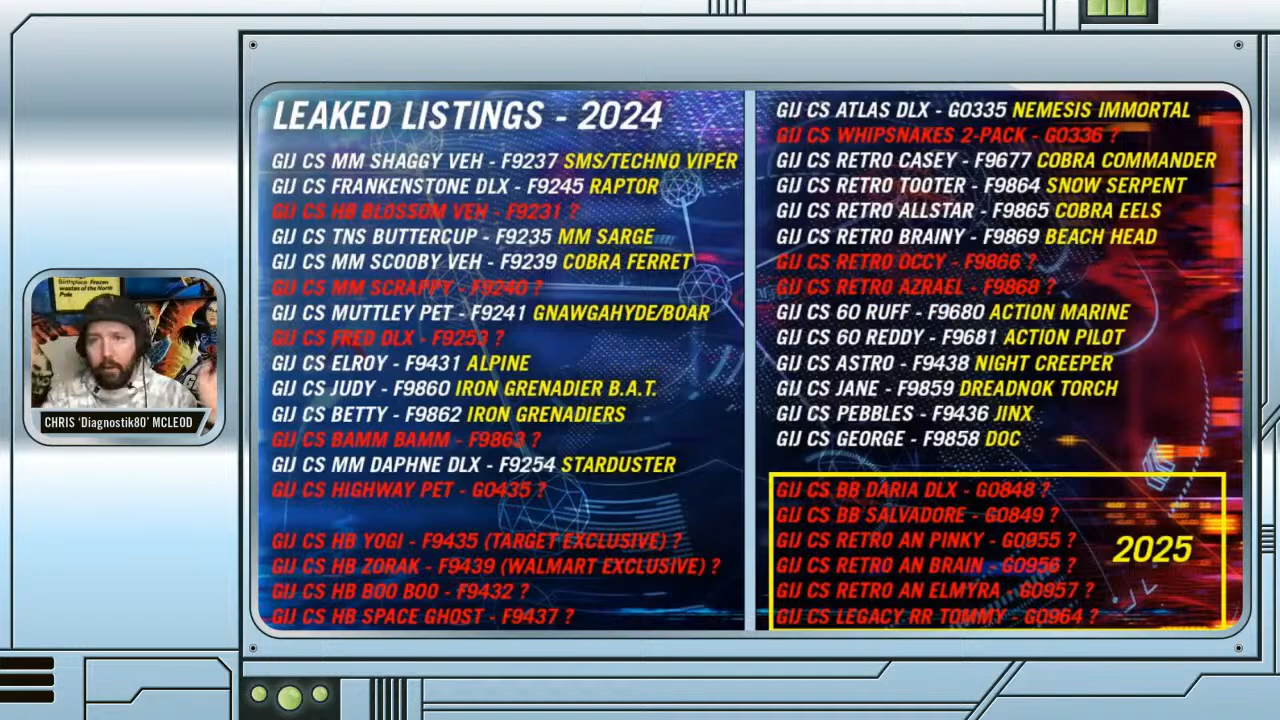 LEAKED LISTINGS - 2024
GIJ CS MM SHAGGY VEH - F9237 SMS/TECHNO VIPER
GIJ CS FRANKENSTONE DLX - F9245 RAPTOR
GIJ CS HB BLOSSOM VEH - F9231 ?
GIJ CS TNS BUTTERCUP - F9235 MM SARGE
GIJ CS MM SCOOBY VEH - F9239 COBRA FERRET
GIJ CS MM SCRAPPY - F9240 ?
GIJ CS MUTTLEY PET - F9241 GNAWGAHYDE/BOAR
GIJ CS FRED DLX - F9253 ?
GIJ CS ELROY - F9431 ALPINE
GIJ CS JUDY - F9860 IRON GRENADIER B.A.T.
GIJ CS BETTY - F9862 IRON GRENADIERS
GIJ CS BAMM BAMM - F9863 ?
GIJ CS MM DAPHNE DLX - F9254 STARDUSTER
GIJ CS HIGHWAY PET - G0435 ?
GIJ CS HB YOGI - F9435 (TARGET EXCLUSIVE) ?
GIJ CS HB ZORAK - F9439 (WALMART EXCLUSIVE) ?
GIJ CS HB BOO BOO - F9432 ?
GIJ CS HB SPACE GHOST - F9437 ?
GIJ CS ATLAS DLX - G0335 NEMESIS IMMORTAL
GIJ CS WHIPSNAKES 2-PACK - G0336 ?
GIJ CS RETRO CASEY - F9677 COBRA COMMANDER
GIJ CS RETRO TOOTER - F9864 SNOW SERPENT
GIJ CS RETRO ALLSTAR - F9865 COBRA EELS
GIJ CS RETRO BRAINY - F9869 BEACH HEAD
GIJ CS RETRO OCCY - F9866 ?
GIJ CS RETRO AZRAEL - F9868 ?
GIJ CS 60 RUFF - F9680 ACTION MARINE
GIJ CS 60 REDDY - F9681 ACTION PILOT
GIJ CS ASTRO - F9438 NIGHT CREEPER
GIJ CS JANE - F9859 DREADNOK TORCH
GIJ CS PEBBLES - F9436 JINX
GIJ CS GEORGE - F9858 DOC
GIJ CS BB DARIA DLX - G0848 ?
GIJ CS BB SALVADORE - G0849 ?
GIJ CS RETRO AN PINKY - G0955 ?
GIJ CS RETRO AN BRAIN - G0956 ?
GIJ CS RETRO AN ELMYRA - G0957 ?
GIJ CS LEGACY RR TOMMY - G0964 ?
2025
Birthplace: Frozen
wastes of the North
Pole
CHRIS 'Diagnostik80' MCLEOD